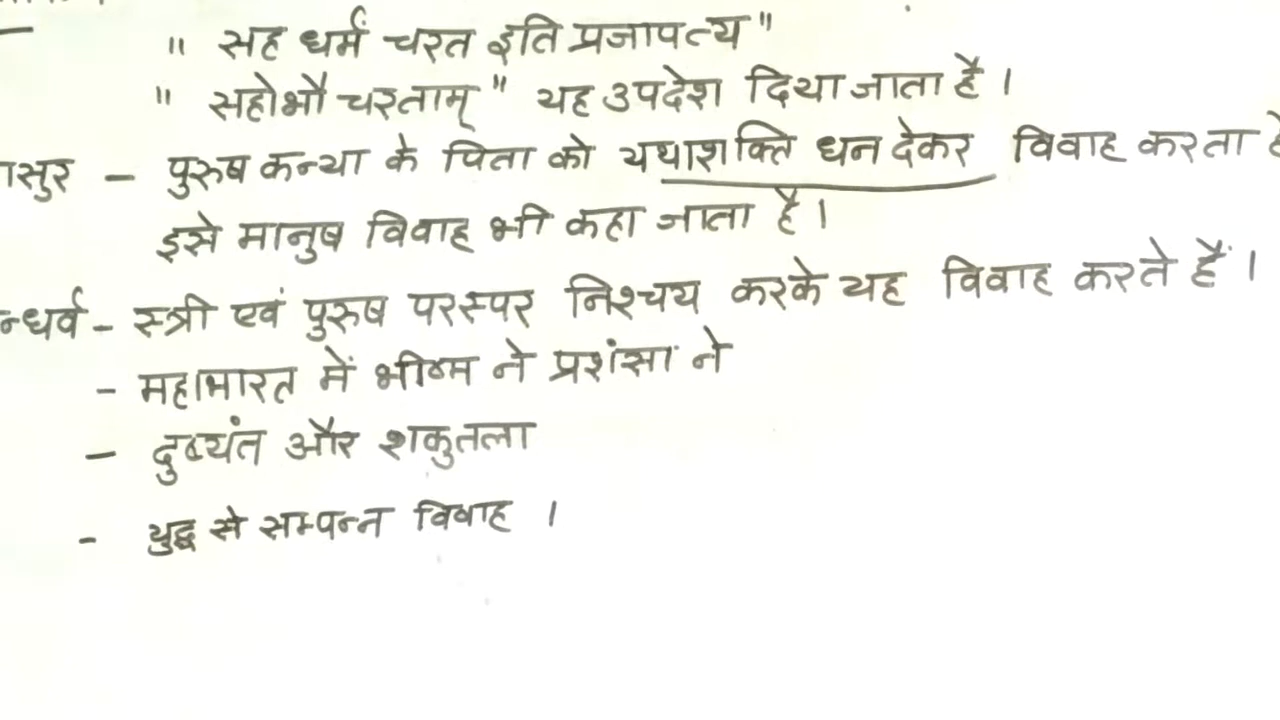 " सह धर्मं चरत इति प्रजापत्य "
" सहोभौ चरताम् " यह उपदेश दिया जाता है ।
ासुर – पुरुष कन्या के पिता को यथाशक्ति धन देकर विवाह करता है
इसे मानुष विवाह भी कहा जाता है ।
न्धर्व – स्त्री एवं पुरुष परस्पर निश्चय करके यह विवाह करते हैं ।
- महाभारत में भीष्म ने प्रशंसा ने
- दुष्यंत और शकुतला
- युद्ध से सम्पन्न विवाह ।